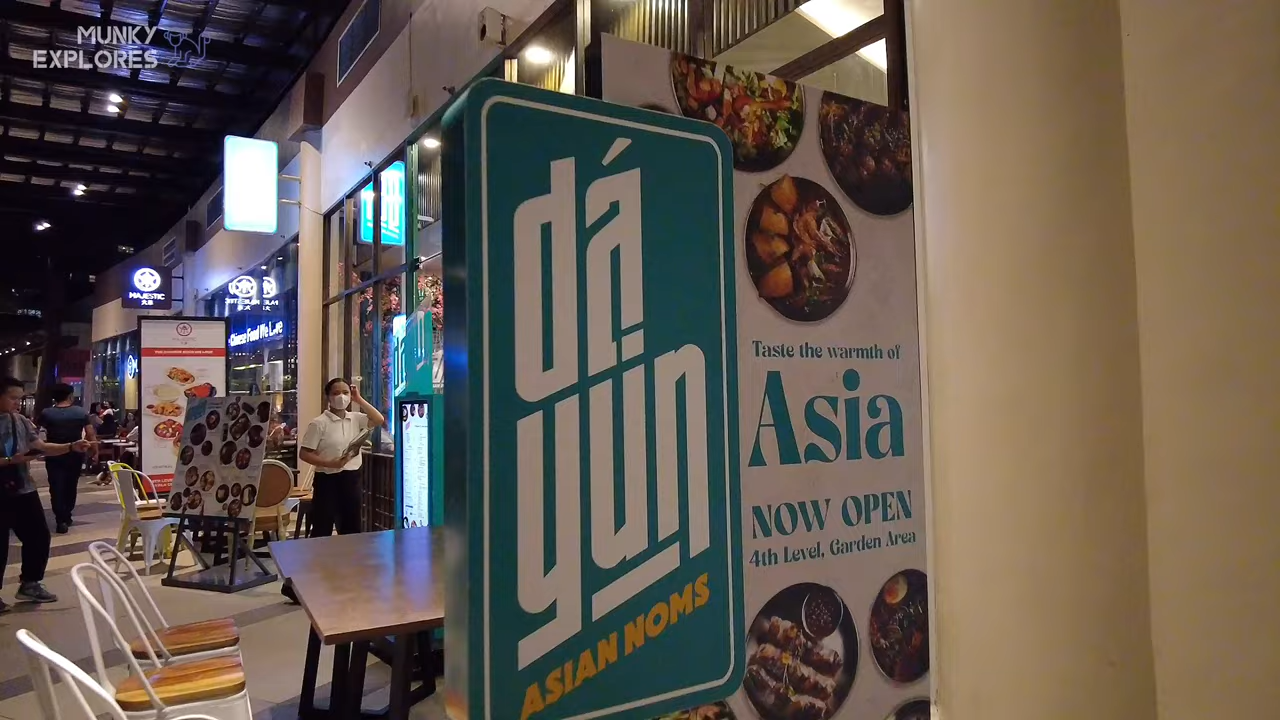 MUNKY
EXPLORES
dá
yún
ASIAN NOMS
Taste the warmth of
Asia
NOW OPEN
4th Level, Garden Area
MAJESTIC
Chinese Food We Love